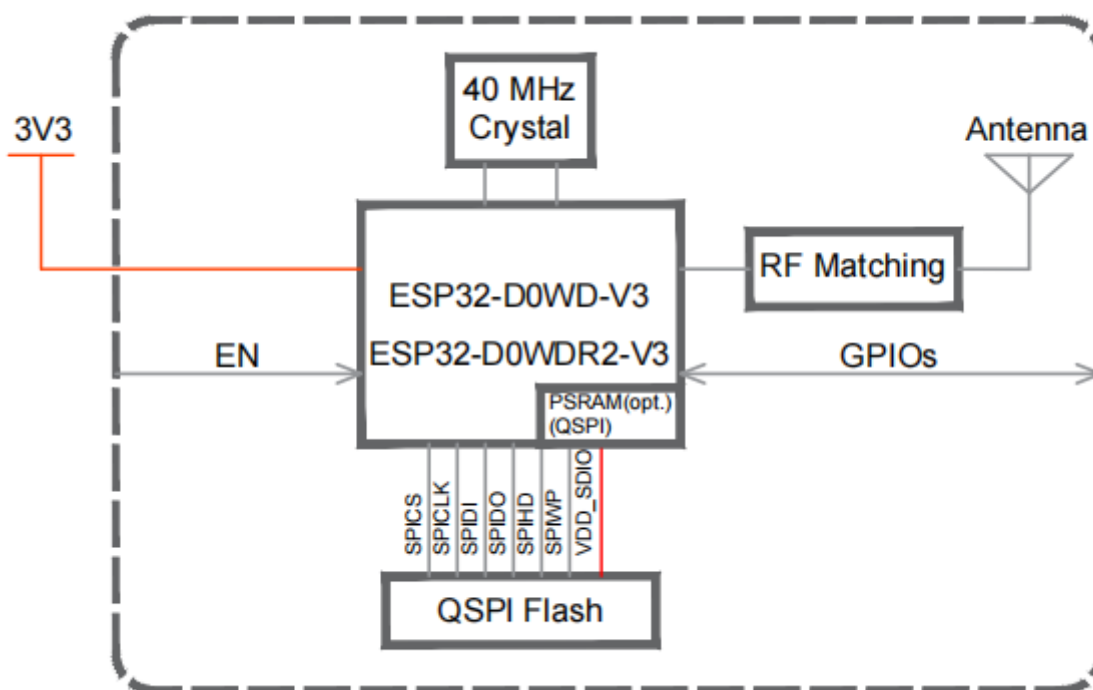 40 MHz
Crystal
3V3
Antenna
RF Matching
ESP32-D0WD-V3
ESP32-D0WDR2-V3
EN
GPIOs
PSRAM(opt.)
(QSPI)
SPICS
SPICLK
SPIDI
SPIDO
SPIHD
SPIWP
VDD_SDIO
QSPI Flash